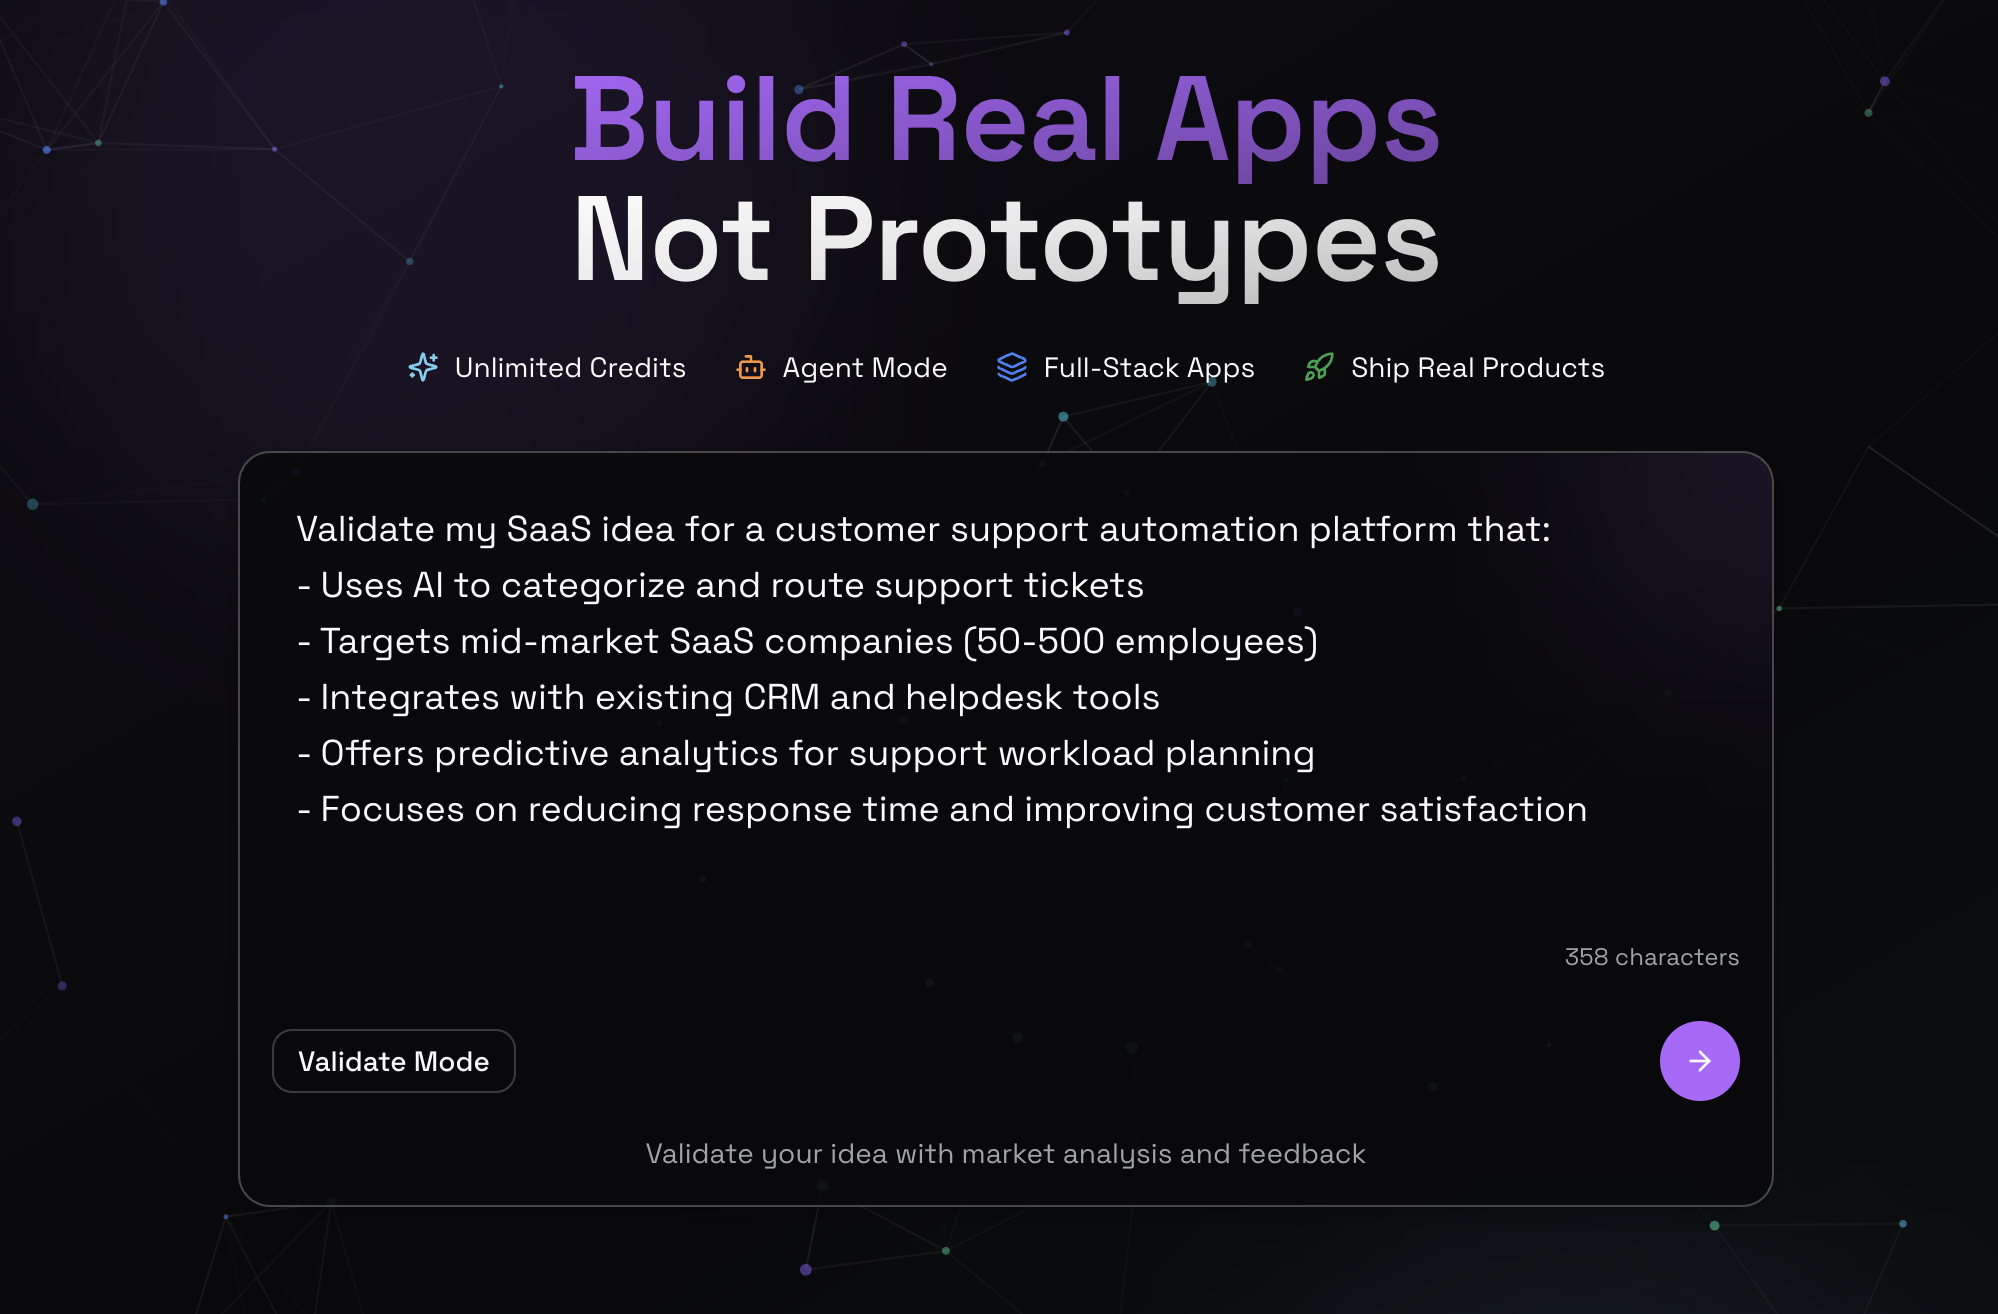 Build Real Apps
Not Prototypes
Unlimited Credits
Agent Mode
Full-Stack Apps
Ship Real Products
Validate my SaaS idea for a customer support automation platform that:
- Uses AI to categorize and route support tickets
- Targets mid-market SaaS companies (50-500 employees)
- Integrates with existing CRM and helpdesk tools
- Offers predictive analytics for support workload planning
- Focuses on reducing response time and improving customer satisfaction
358 characters
Validate Mode
Validate your idea with market analysis and feedback